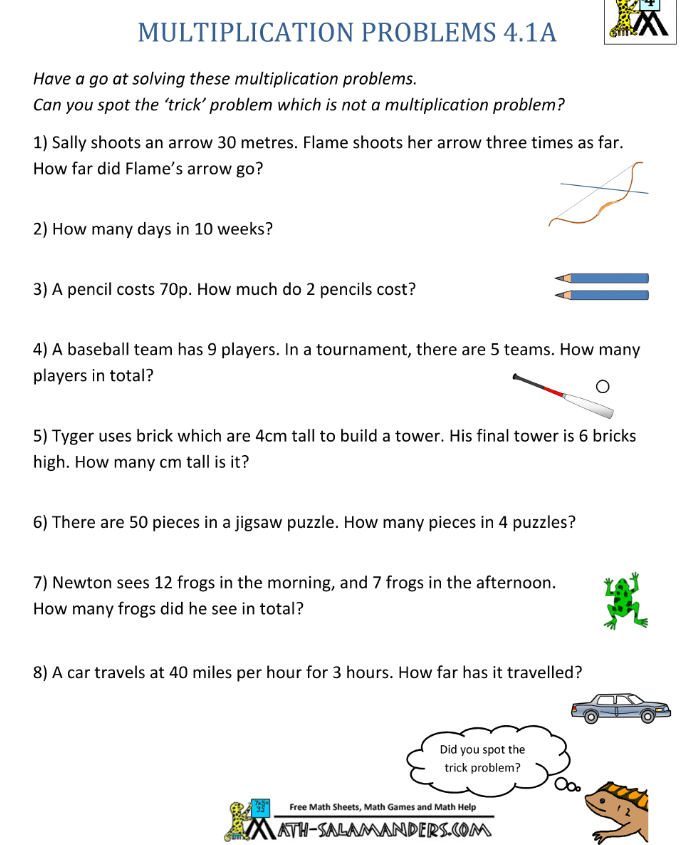 MULTIPLICATION PROBLEMS 4.1A
4
Have a go at solving these multiplication problems.
Can you spot the ‘trick’ problem which is not a multiplication problem?
1) Sally shoots an arrow 30 metres. Flame shoots her arrow three times as far.
How far did Flame’s arrow go?
2) How many days in 10 weeks?
3) A pencil costs 70p. How much do 2 pencils cost?
4) A baseball team has 9 players. In a tournament, there are 5 teams. How many
players in total?
5) Tyger uses brick which are 4cm tall to build a tower. His final tower is 6 bricks
high. How many cm tall is it?
6) There are 50 pieces in a jigsaw puzzle. How many pieces in 4 puzzles?
7) Newton sees 12 frogs in the morning, and 7 frogs in the afternoon.
How many frogs did he see in total?
8) A car travels at 40 miles per hour for 3 hours. How far has it travelled?
Did you spot the
trick problem?
Free Math Sheets, Math Games and Math Help
MATH-SALAMANDERS.COM